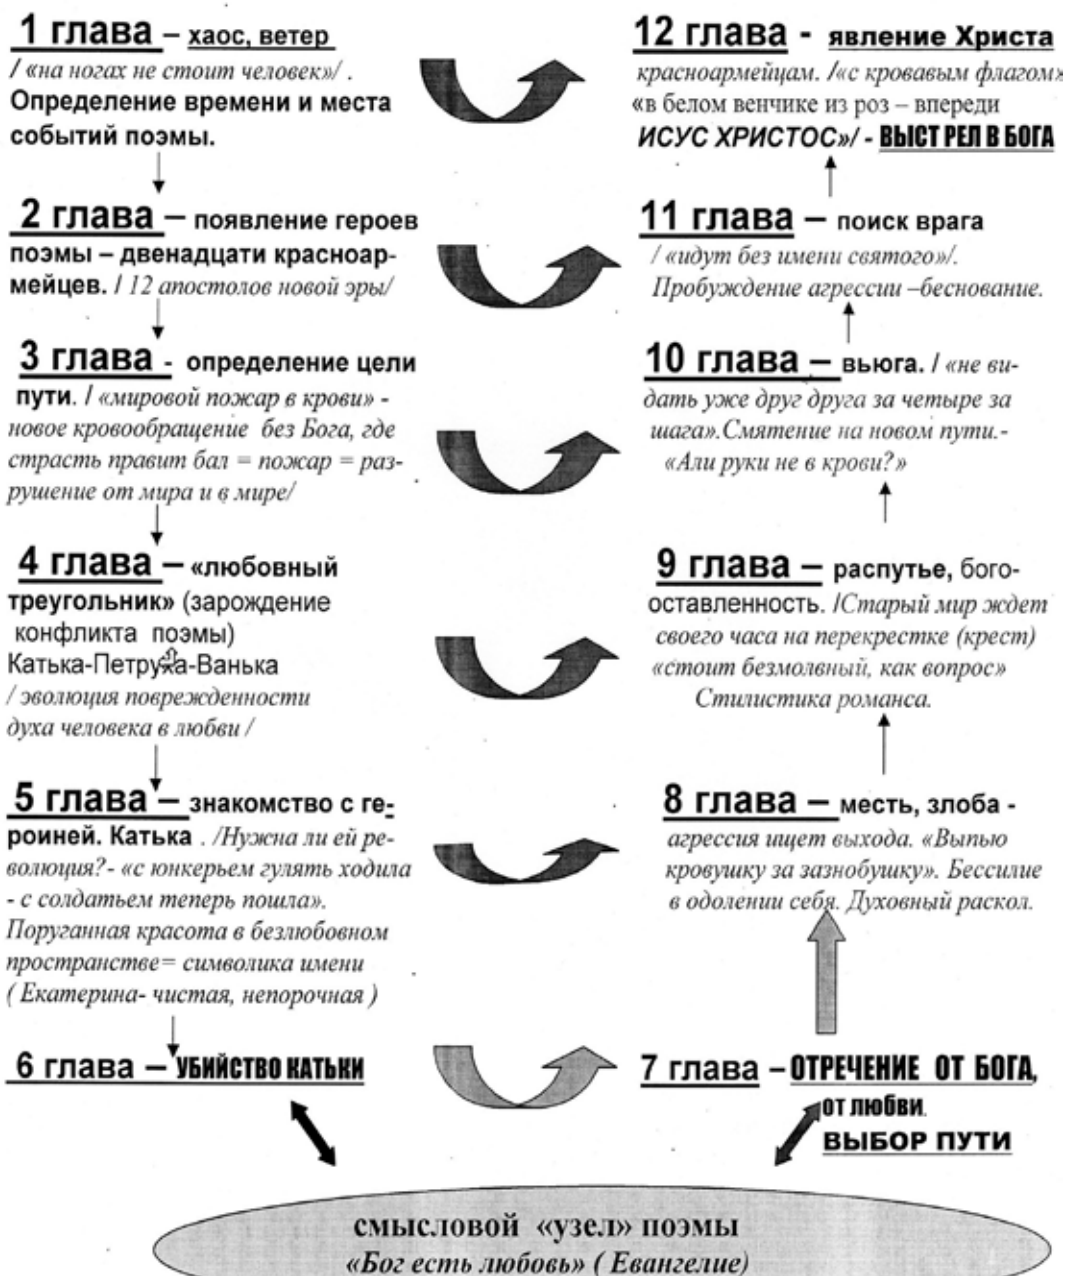 1 глава – хаос, ветер
/ «на ногах не стоит человек»/ .
Определение времени и места
событий поэмы.
2 глава – появление героев
поэмы – двенадцати красноар-
мейцев. / 12 апостолов новой эры/
3 глава - определение цели
пути. / «мировой пожар в крови» -
новое кровообращение без Бога, где
страсть правит бал = пожар = раз-
рушение от мира и в мире/
4 глава – «любовный
треугольник» (зарождение
конфликта поэмы)
Катька-Петруха-Ванька
/ эволюция поврежденности
духа человека в любви /
5 глава – знакомство с ге-
роиней. Катька . /Нужна ли ей ре-
волюция?- «с юнкерьем гулять ходила
- с солдатьем теперь пошла».
Поруганная красота в безлюбовном
пространстве= символика имени
( Екатерина- чистая, непорочная )
6 глава – УБИЙСТВО КАТЬКИ
12 глава - явление Христа
красноармейцам. /«с кровавым флагом»
«в белом венчике из роз – впереди
ИСУС ХРИСТОС»/ - ВЫСТ РЕЛ В БОГА
11 глава – поиск врага
/ «идут без имени святого»/.
Пробуждение агрессии –беснование.
10 глава – вьюга. / «не ви-
дать уже друг друга за четыре за
шага».Смятение на новом пути.-
«Али руки не в крови?»
9 глава – распутье, бого-
оставленность. /Старый мир ждет
своего часа на перекрестке (крест)
«стоит безмолвный, как вопрос»
Стилистика романса.
8 глава – месть, злоба -
агрессия ищет выхода. «Выпью
кровушку за зазнобушку». Бессилие
в одолении себя. Духовный раскол.
7 глава – ОТРЕЧЕНИЕ ОТ БОГА,
от любви.
ВЫБОР ПУТИ
смысловой «узел» поэмы
«Бог есть любовь» ( Евангелие)